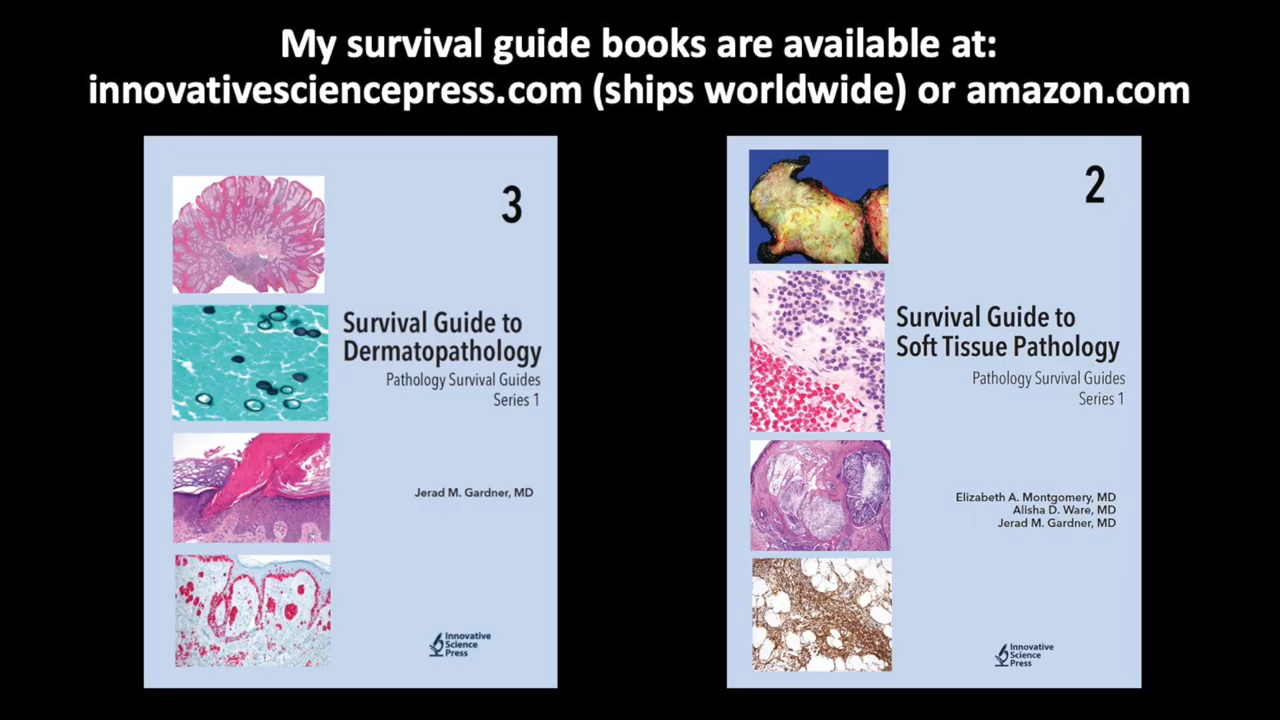 My survival guide books are available at:
innovativesciencepress.com (ships worldwide) or amazon.com
3
Survival Guide to
Dermatopathology
Pathology Survival Guides
Series 1
Jerad M. Gardner, MD
Innovative
Science
Press
2
Survival Guide to
Soft Tissue Pathology
Pathology Survival Guides
Series 1
Elizabeth A. Montgomery, MD
Alisha D. Ware, MD
Jerad M. Gardner, MD
Innovative
Science
Press